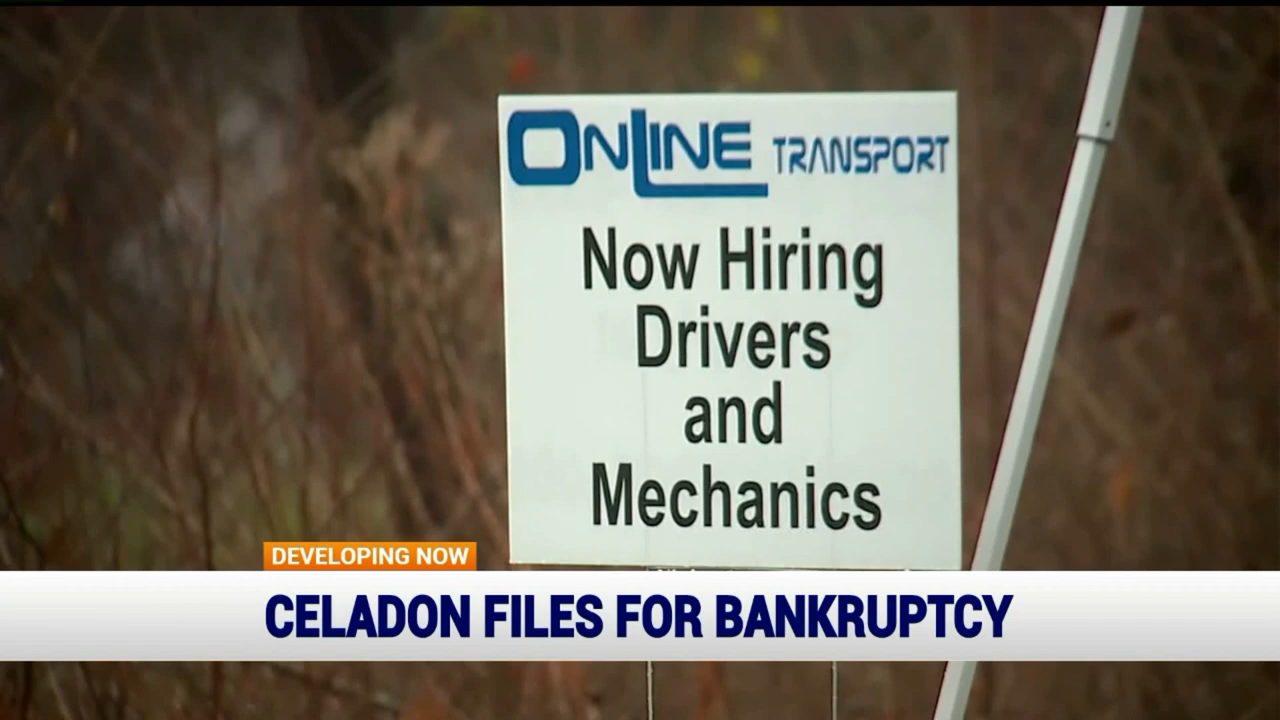 OnLine Transport
Now Hiring
Drivers
and
Mechanics
DEVELOPING NOW
CELADON FILES FOR BANKRUPTCY